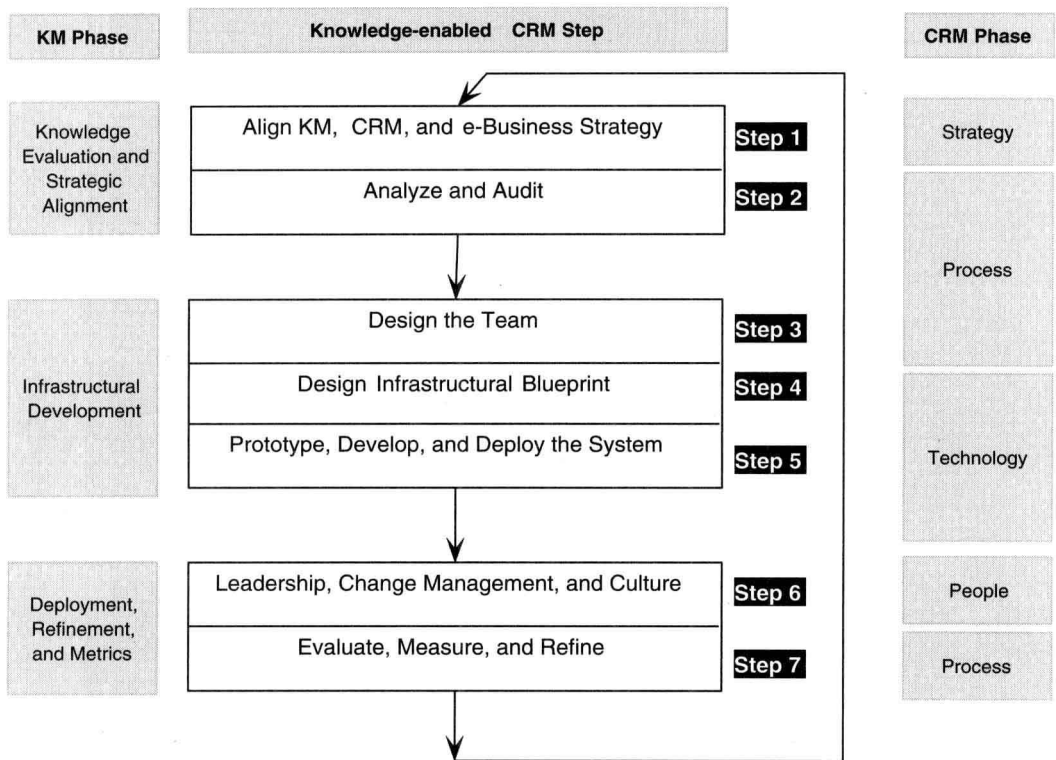 KM Phase
Knowledge-enabled CRM Step
CRM Phase
Knowledge
Evaluation and
Strategic
Alignment
Align KM, CRM, and e-Business Strategy
Step 1
Analyze and Audit
Step 2
Strategy
Process
Infrastructural
Development
Design the Team
Step 3
Design Infrastructural Blueprint
Step 4
Prototype, Develop, and Deploy the System
Step 5
Technology
Deployment,
Refinement,
and Metrics
Leadership, Change Management, and Culture
Step 6
Evaluate, Measure, and Refine
Step 7
People
Process